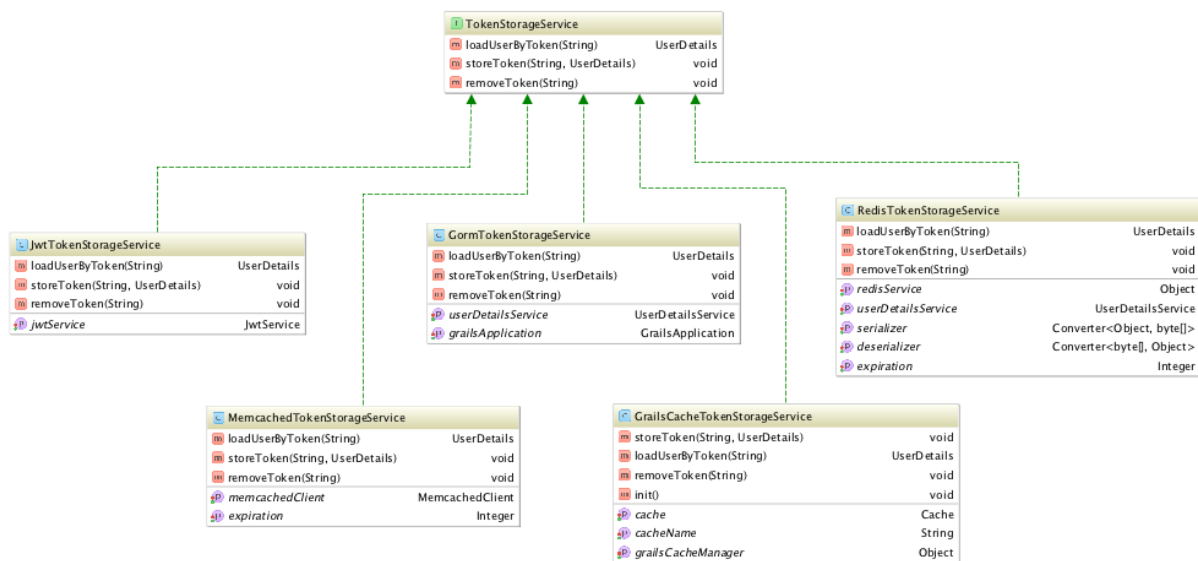 TokenStorageService
loadUserByToken(String) UserDetails
storeToken(String, UserDetails) void
removeToken(String) void
JwtTokenStorageService
loadUserByToken(String) UserDetails
storeToken(String, UserDetails) void
removeToken(String) void
jwtService JwtService
GormTokenStorageService
loadUserByToken(String) UserDetails
storeToken(String, UserDetails) void
removeToken(String) void
userDetailsService UserDetailsService
grailsApplication GrailsApplication
RedisTokenStorageService
loadUserByToken(String) UserDetails
storeToken(String, UserDetails) void
removeToken(String) void
redisService Object
userDetailsService UserDetailsService
serializer Converter<Object, byte[]>
deserializer Converter<byte[], Object>
expiration Integer
MemcachedTokenStorageService
loadUserByToken(String) UserDetails
storeToken(String, UserDetails) void
removeToken(String) void
memcachedClient MemcachedClient
expiration Integer
GrailsCacheTokenStorageService
storeToken(String, UserDetails) void
loadUserByToken(String) UserDetails
removeToken(String) void
init() void
cache Cache
cacheName String
grailsCacheManager Object